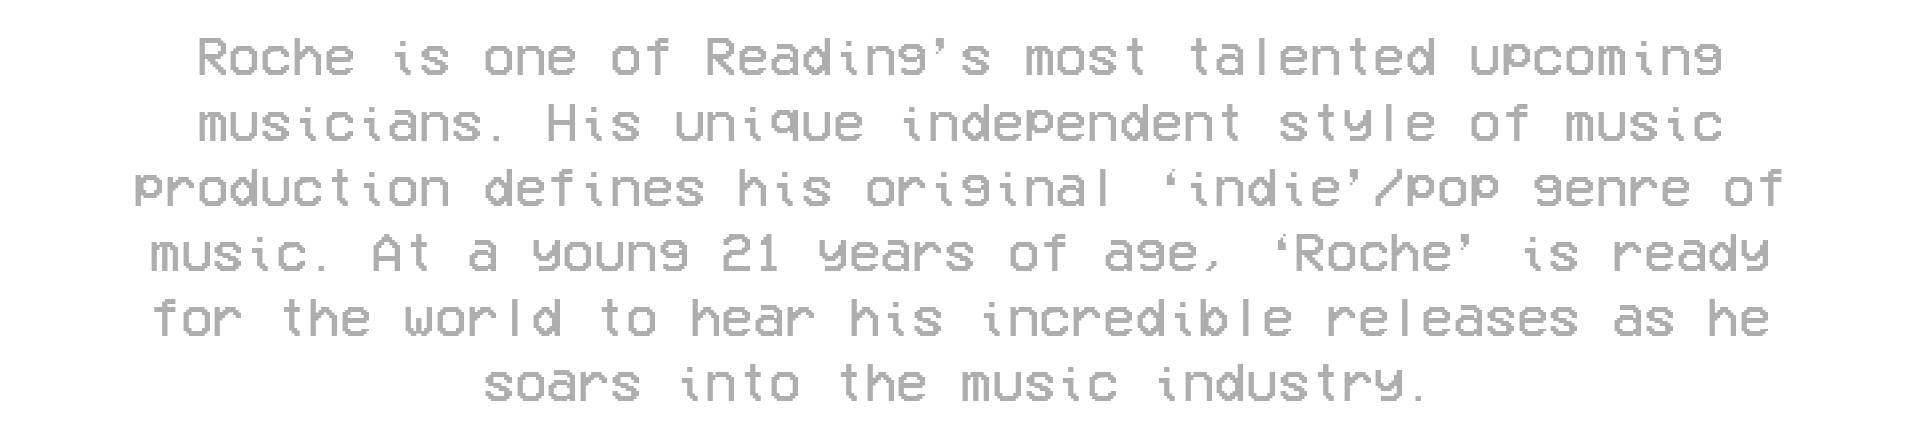 Roche is one of Reading’s most talented upcoming
musicians. His unique independent style of music
production defines his original ‘indie’/pop genre of
music. At a young 21 years of age, ‘Roche’ is ready
for the world to hear his incredible releases as he
soars into the music industry.